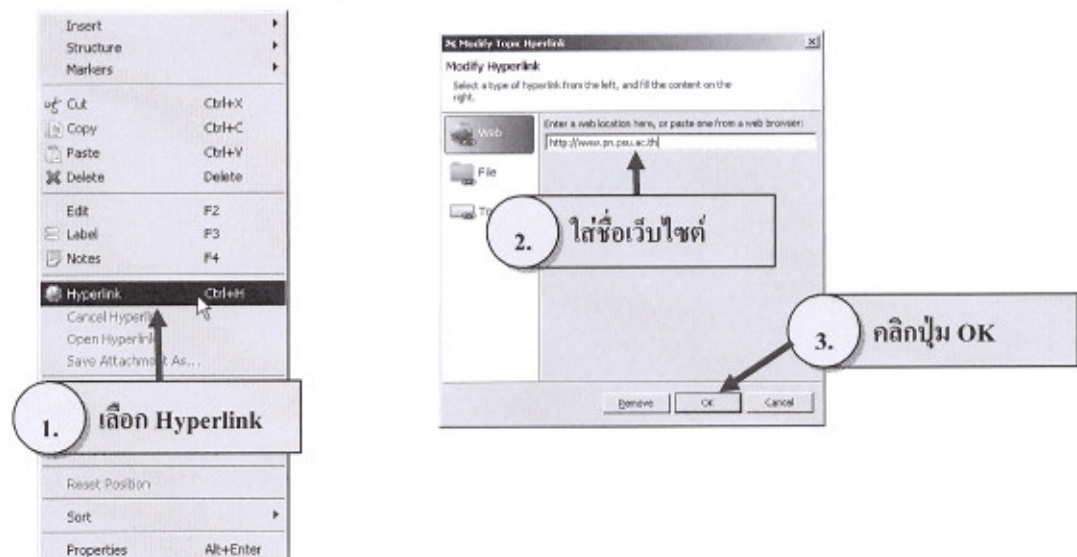 Insert
Structure
Markers
Cut Ctrl+X
Copy Ctrl+C
Paste Ctrl+V
Delete Delete
Edit F2
Label F3
Notes F4
Hyperlink Ctrl+H
Cancel
Open
Save Attachment As...
1. เลือก Hyperlink
Reset Position
Sort
Properties Alt+Enter
Modify Topic Hperlink
Modify Hyperlink
Select a type of hyperlink from the left, and fill the content on the
right.
Web
File
Enter a web location here, or paste one from a web browser:
http://www.pn.psu.ac.th
2. ใส่ชื่อเว็บไซต์
3. คลิกปุ่ม OK
Remove OK Cancel